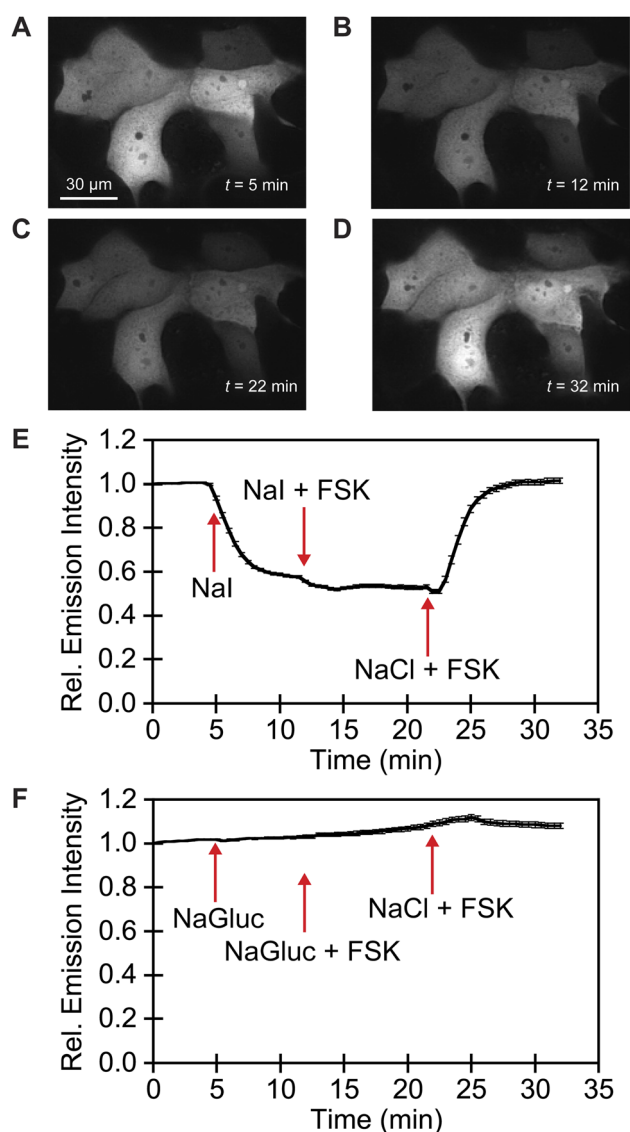 A
B
30 µm
t = 5 min
t = 12 min
C
D
t = 22 min
t = 32 min
E
Rel. Emission Intensity
1.2
1.0
0.8
0.6
0.4
0.2
0.0
NaI
NaI + FSK
NaCl + FSK
0 5 10 15 20 25 30 35
Time (min)
F
Rel. Emission Intensity
1.2
1.0
0.8
0.6
0.4
0.2
0.0
NaGluc
NaGluc + FSK
NaCl + FSK
0 5 10 15 20 25 30 35
Time (min)